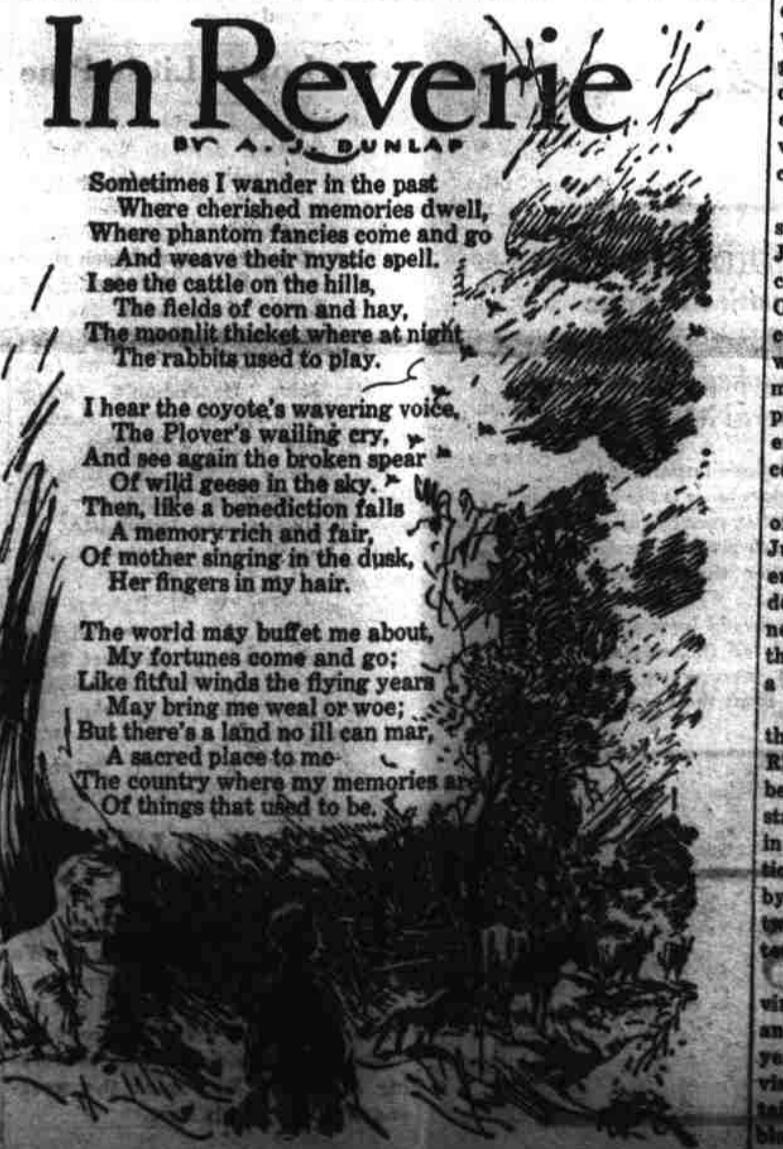 In Reverie
BY A. J. DUNLAP
Sometimes I wander in the past
Where cherished memories dwell,
Where phantom fancies come and go
And weave their mystic spell.
I see the cattle on the hills,
The fields of corn and hay,
The moonlit thicket where at night
The rabbits used to play.
I hear the coyote's wavering voice,
The Plover's wailing cry,
And see again the broken spear
Of wild geese in the sky.
Then, like a benediction falls
A memory rich and fair,
Of mother singing in the dusk,
Her fingers in my hair.
The world may buffet me about,
My fortunes come and go;
Like fitful winds the flying years
May bring me weal or woe;
But there's a land no ill can mar,
A sacred place to me
The country where my memories are
Of things that used to be.